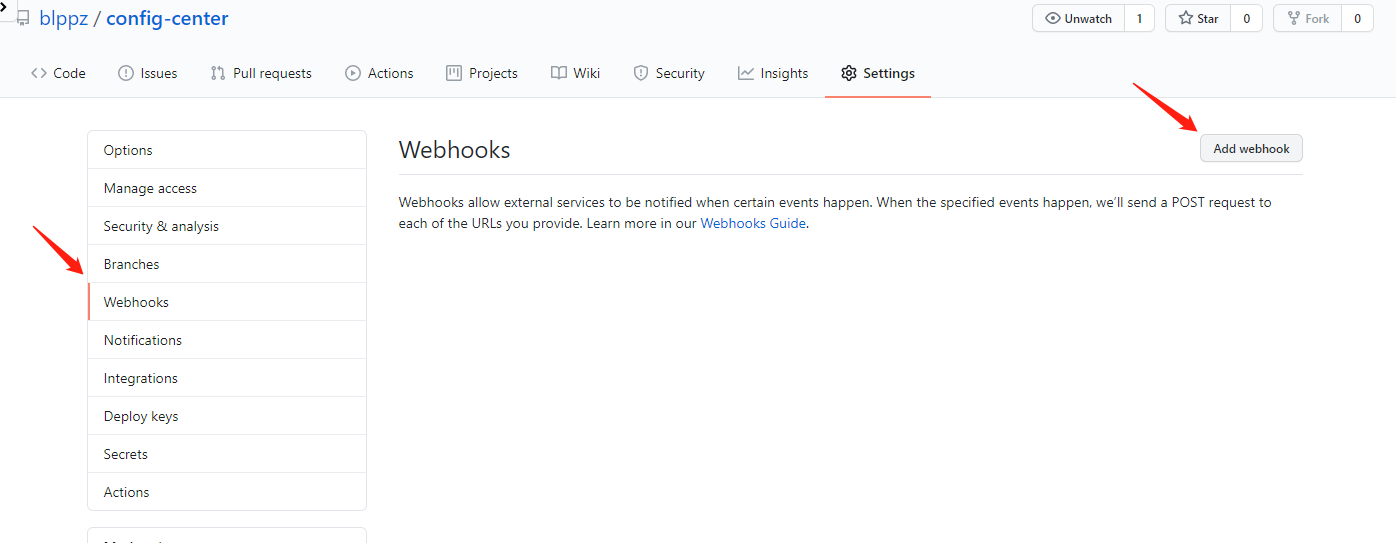 blppz / config-center
Unwatch 1 Star 0 Fork 0
Code Issues Pull requests Actions Projects Wiki Security Insights Settings
Options
Manage access
Security & analysis
Branches
Webhooks
Notifications
Integrations
Deploy keys
Secrets
Actions
Webhooks
Add webhook
Webhooks allow external services to be notified when certain events happen. When the specified events happen, we’ll send a POST request to
each of the URLs you provide. Learn more in our Webhooks Guide.